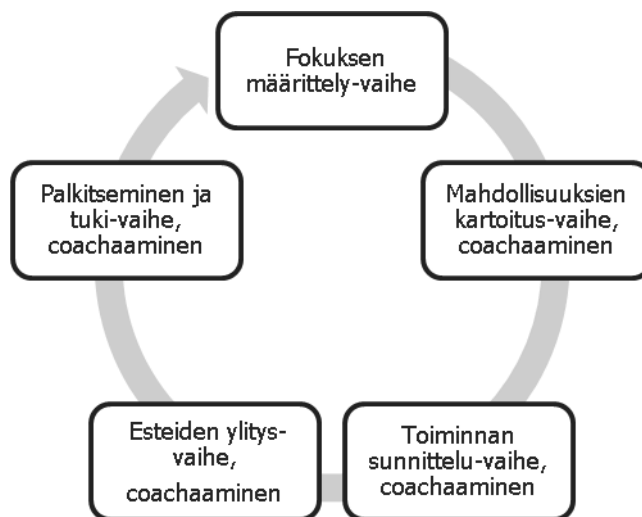 Fokuksen
määrittely-vaihe
Mahdollisuuksien
kartoitus-vaihe,
coachaaminen
Toiminnan
sunnittelu-vaihe,
coachaaminen
Esteiden ylitys-
vaihe,
coachaaminen
Palkitseminen ja
tuki-vaihe,
coachaaminen